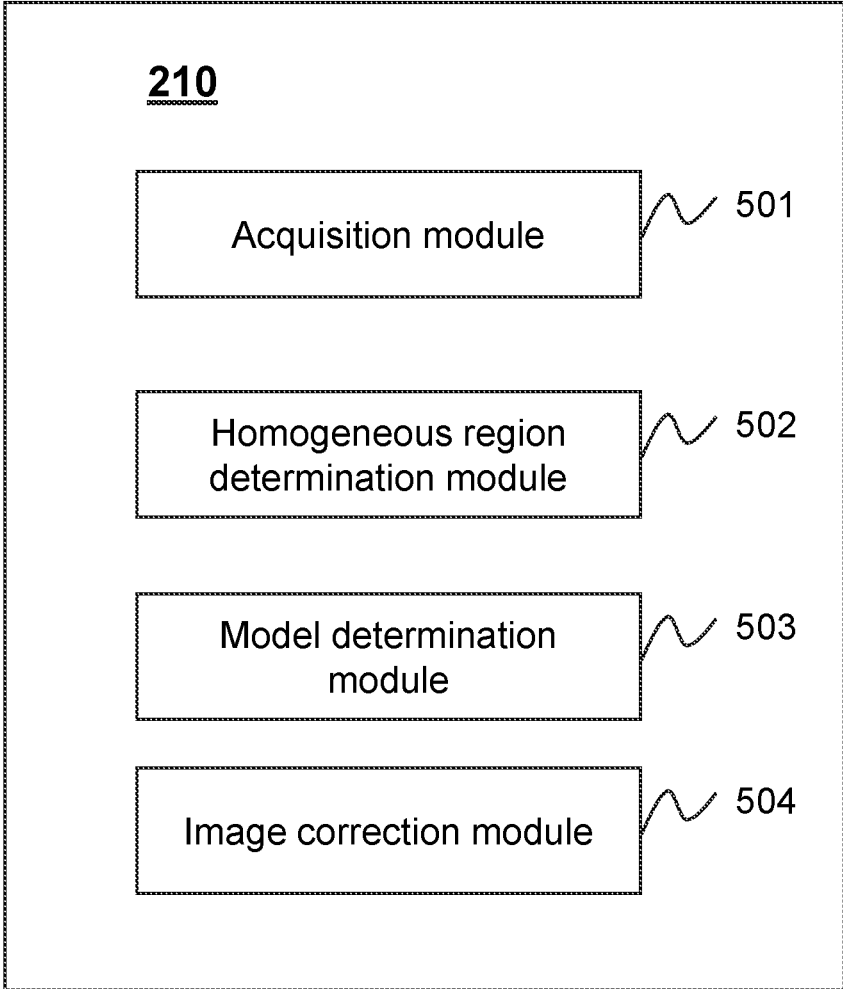 210
Acquisition module
501
Homogeneous region
determination module
502
Model determination
module
503
Image correction module
504